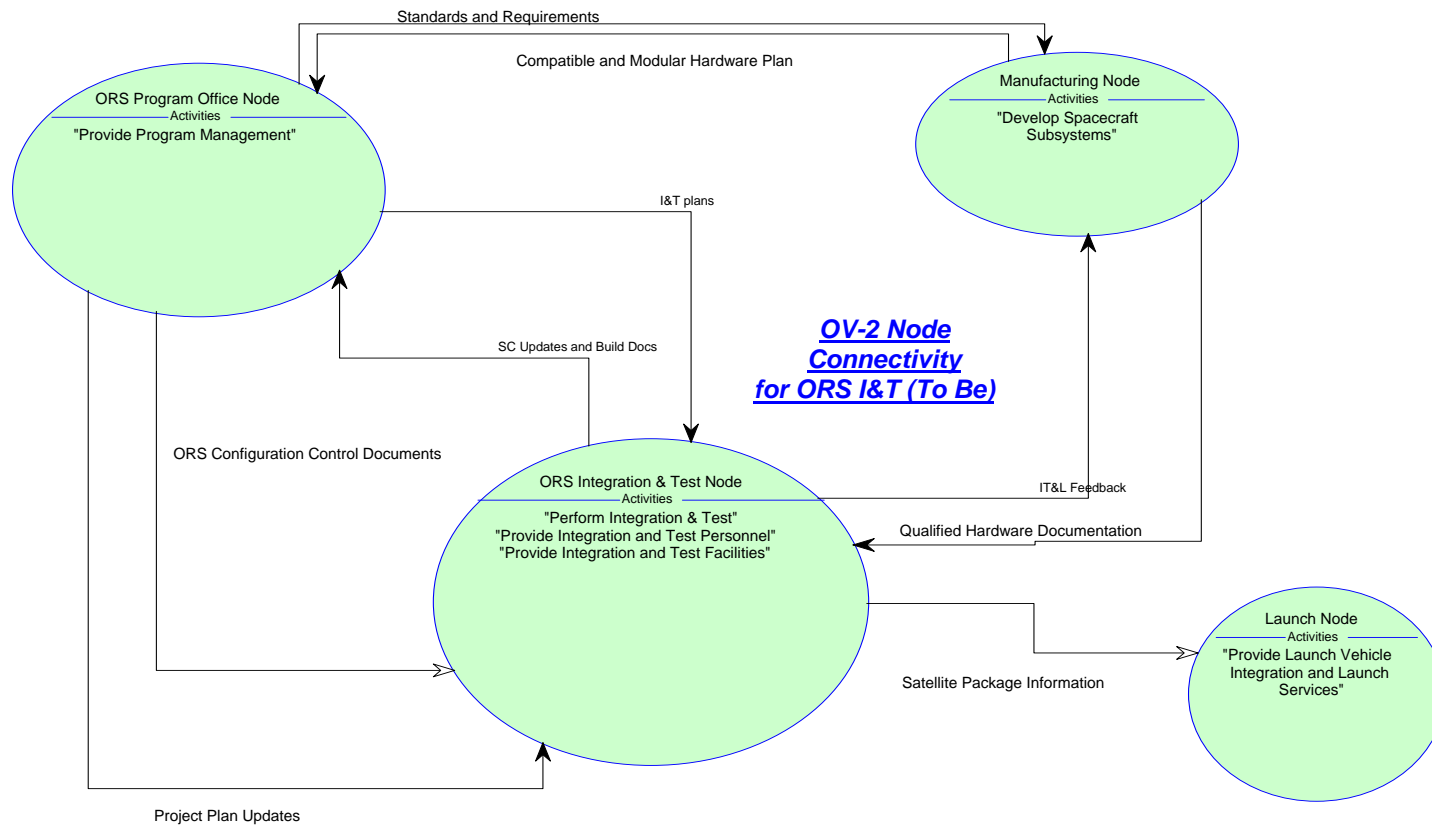 Standards and Requirements
Compatible and Modular Hardware Plan
ORS Program Office Node
Activities
"Provide Program Management"
Manufacturing Node
Activities
"Develop Spacecraft
Subsystems"
I&T plans
SC Updates and Build Docs
OV-2 Node
Connectivity
for ORS I&T (To Be)
ORS Configuration Control Documents
ORS Integration & Test Node
Activities
"Perform Integration & Test"
"Provide Integration and Test Personnel"
"Provide Integration and Test Facilities"
IT&L Feedback
Qualified Hardware Documentation
Launch Node
Activities
"Provide Launch Vehicle
Integration and Launch
Services"
Satellite Package Information
Project Plan Updates